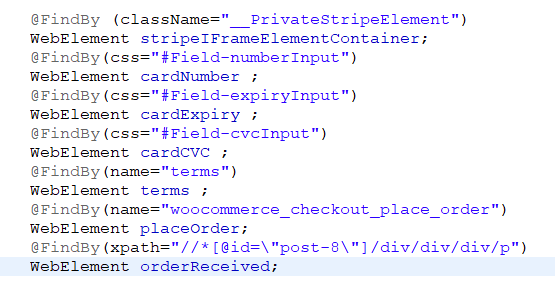 @FindBy (className="__PrivateStripeElement")
WebElement stripeIFrameElementContainer;
@FindBy(css="#Field-numberInput")
WebElement cardNumber ;
@FindBy(css="#Field-expiryInput")
WebElement cardExpiry ;
@FindBy(css="#Field-cvcInput")
WebElement cardCVC ;
@FindBy(name="terms")
WebElement terms ;
@FindBy(name="woocommerce_checkout_place_order")
WebElement placeOrder;
@FindBy(xpath="//*[@id=\"post-8\"]/div/div/div/p")
WebElement orderReceived;